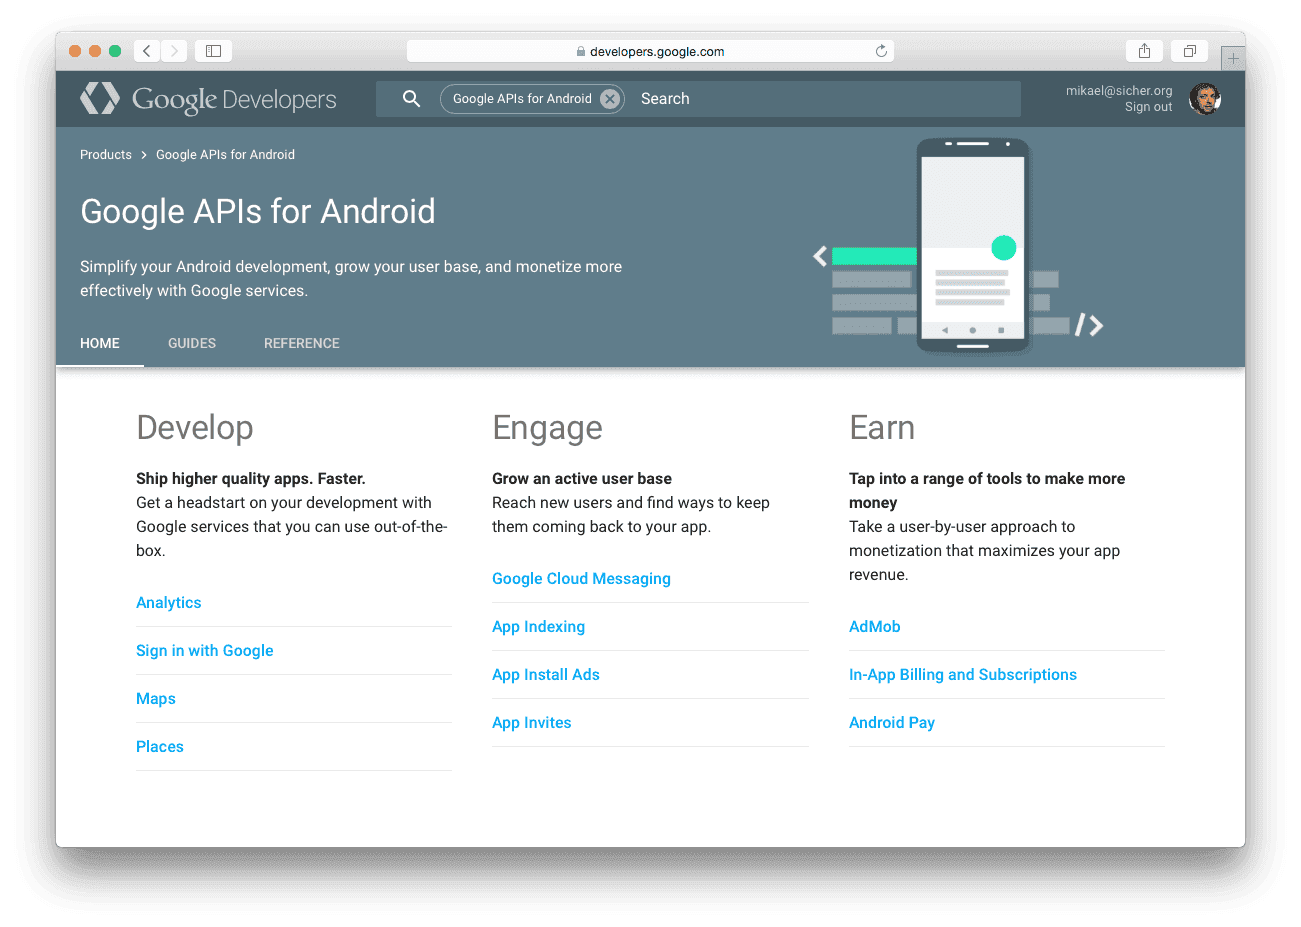 developers.google.com
Google Developers
Google APIs for Android
Search
mikael@sicher.org
Sign out
Products > Google APIs for Android
Google APIs for Android
Simplify your Android development, grow your user base, and monetize more
effectively with Google services.
HOME GUIDES REFERENCE
Develop
Ship higher quality apps. Faster.
Get a headstart on your development with
Google services that you can use out-of-the-
box.
Analytics
Sign in with Google
Maps
Places
Engage
Grow an active user base
Reach new users and find ways to keep
them coming back to your app.
Google Cloud Messaging
App Indexing
App Install Ads
App Invites
Earn
Tap into a range of tools to make more
money
Take a user-by-user approach to
monetization that maximizes your app
revenue.
AdMob
In-App Billing and Subscriptions
Android Pay